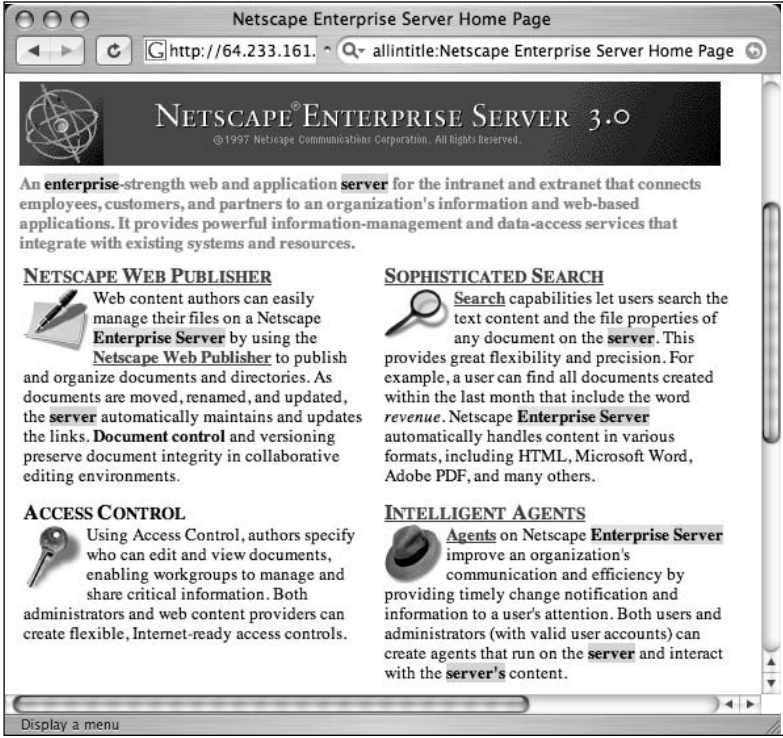 Netscape Enterprise Server Home Page
G http://64.233.161. Q allintitle:Netscape Enterprise Server Home Page
NETSCAPE® ENTERPRISE SERVER 3.0
©1997 Netscape Communications Corporation. All Rights Reserved.
An enterprise-strength web and application server for the intranet and extranet that connects
employees, customers, and partners to an organization's information and web-based
applications. It provides powerful information-management and data-access services that
integrate with existing systems and resources.
NETSCAPE WEB PUBLISHER
Web content authors can easily
manage their files on a Netscape
Enterprise Server by using the
Netscape Web Publisher to publish
and organize documents and directories. As
documents are moved, renamed, and updated,
the server automatically maintains and updates
the links. Document control and versioning
preserve document integrity in collaborative
editing environments.
SOPHISTICATED SEARCH
Search capabilities let users search the
text content and the file properties of
any document on the server. This
provides great flexibility and precision. For
example, a user can find all documents created
within the last month that include the word
revenue. Netscape Enterprise Server
automatically handles content in various
formats, including HTML, Microsoft Word,
Adobe PDF, and many others.
ACCESS CONTROL
Using Access Control, authors specify
who can edit and view documents,
enabling workgroups to manage and
share critical information. Both
administrators and web content providers can
create flexible, Internet-ready access controls.
INTELLIGENT AGENTS
Agents on Netscape Enterprise Server
improve an organization's
communication and efficiency by
providing timely change notification and
information to a user's attention. Both users and
administrators (with valid user accounts) can
create agents that run on the server and interact
with the server's content.
Display a menu